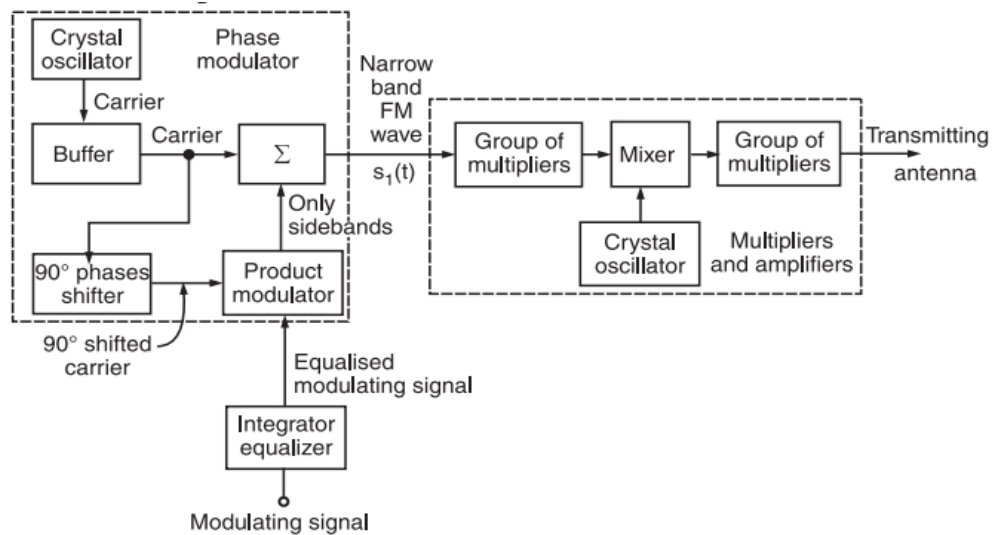 Crystal
oscillator
Phase
modulator
Carrier
Buffer
Carrier
Σ
Narrow
band
FM
wave
s1(t)
Group of
multipliers
Mixer
Group of
multipliers
Transmitting
antenna
Only
sidebands
Crystal
oscillator
Multipliers
and amplifiers
90° phases
shifter
Product
modulator
90° shifted
carrier
Equalised
modulating signal
Integrator
equalizer
Modulating signal